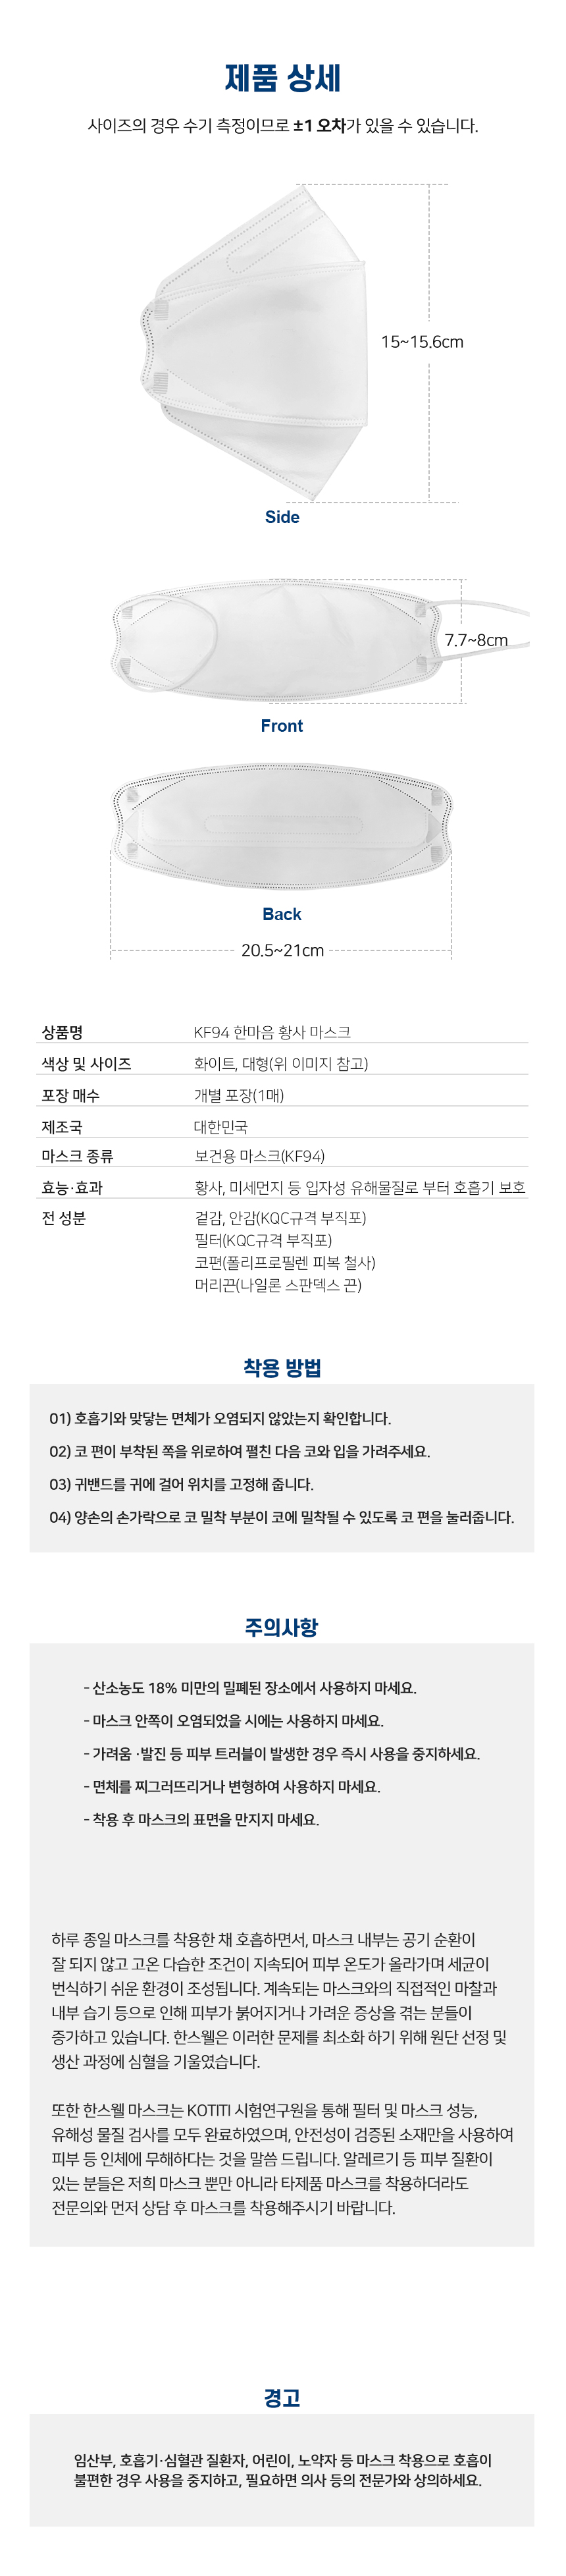 제품 상세
사이즈의 경우 수기 측정이므로 ±1 오차가 있을 수 있습니다.
15~15.6cm
Side
7.7~8cm
Front
Back
20.5~21cm
상품명 KF94 한마음 황사 마스크
색상 및 사이즈 화이트, 대형(위 이미지 참고)
포장 매수 개별 포장(1매)
제조국 대한민국
마스크 종류 보건용 마스크(KF94)
효능·효과 황사, 미세먼지 등 입자성 유해물질로 부터 호흡기 보호
전 성분 겉감, 안감(KQC규격 부직포)
필터(KQC규격 부직포)
코편(폴리프로필렌 피복 철사)
머리끈(나일론 스판덱스 끈)
착용 방법
01) 호흡기와 맞닿는 면체가 오염되지 않았는지 확인합니다.
02) 코 편이 부착된 쪽을 위로하여 펼친 다음 코와 입을 가려주세요.
03) 귀밴드를 귀에 걸어 위치를 고정해 줍니다.
04) 양손의 손가락으로 코 밀착 부분이 코에 밀착될 수 있도록 코 편을 눌러줍니다.
주의사항
- 산소농도 18% 미만의 밀폐된 장소에서 사용하지 마세요.
- 마스크 안쪽이 오염되었을 시에는 사용하지 마세요.
- 가려움 ·발진 등 피부 트러블이 발생한 경우 즉시 사용을 중지하세요.
- 면체를 찌그러뜨리거나 변형하여 사용하지 마세요.
- 착용 후 마스크의 표면을 만지지 마세요.
하루 종일 마스크를 착용한 채 호흡하면서, 마스크 내부는 공기 순환이
잘 되지 않고 고온 다습한 조건이 지속되어 피부 온도가 올라가며 세균이
번식하기 쉬운 환경이 조성됩니다. 계속되는 마스크와의 직접적인 마찰과
내부 습기 등으로 인해 피부가 붉어지거나 가려운 증상을 겪는 분들이
증가하고 있습니다. 한스웰은 이러한 문제를 최소화 하기 위해 원단 선정 및
생산 과정에 심혈을 기울였습니다.
또한 한스웰 마스크는 KOTITI 시험연구원을 통해 필터 및 마스크 성능,
유해성 물질 검사를 모두 완료하였으며, 안전성이 검증된 소재만을 사용하여
피부 등 인체에 무해하다는 것을 말씀 드립니다. 알레르기 등 피부 질환이
있는 분들은 저희 마스크 뿐만 아니라 타제품 마스크를 착용하더라도
전문의와 먼저 상담 후 마스크를 착용해주시기 바랍니다.
경고
임산부, 호흡기·심혈관 질환자, 어린이, 노약자 등 마스크 착용으로 호흡이
불편한 경우 사용을 중지하고, 필요하면 의사 등의 전문가와 상의하세요.